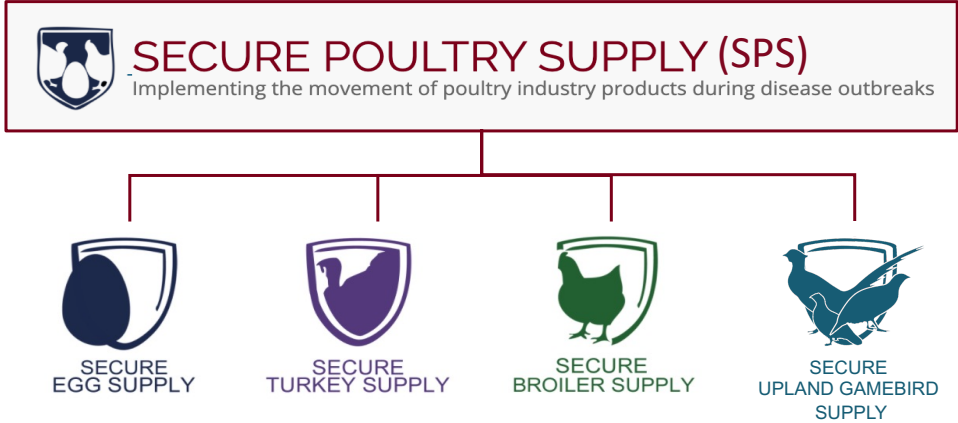 SECURE POULTRY SUPPLY (SPS)
Implementing the movement of poultry industry products during disease outbreaks
SECURE
EGG SUPPLY
SECURE
TURKEY SUPPLY
SECURE
BROILER SUPPLY
SECURE
UPLAND GAMEBIRD
SUPPLY